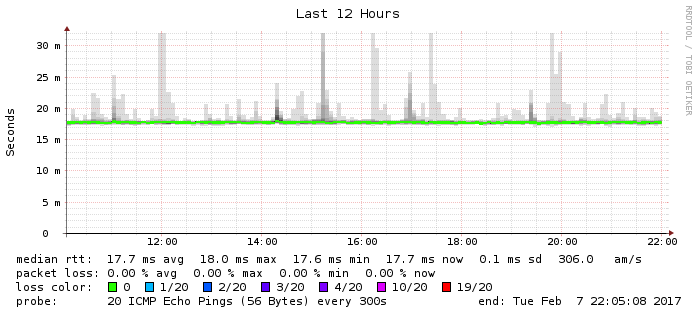 Last 12 Hours
RRDTOOL / TOBI OETIKER
Seconds
30 m
25 m
20 m
15 m
10 m
5 m
0
12:00 14:00 16:00 18:00 20:00 22:00
median rtt: 17.7 ms avg 18.0 ms max 17.6 ms min 17.7 ms now 0.1 ms sd 306.0 am/s
packet loss: 0.00 % avg 0.00 % max 0.00 % min 0.00 % now
loss color: 0 1/20 2/20 3/20 4/20 10/20 19/20
probe: 20 ICMP Echo Pings (56 Bytes) every 300s end: Tue Feb 7 22:05:08 2017